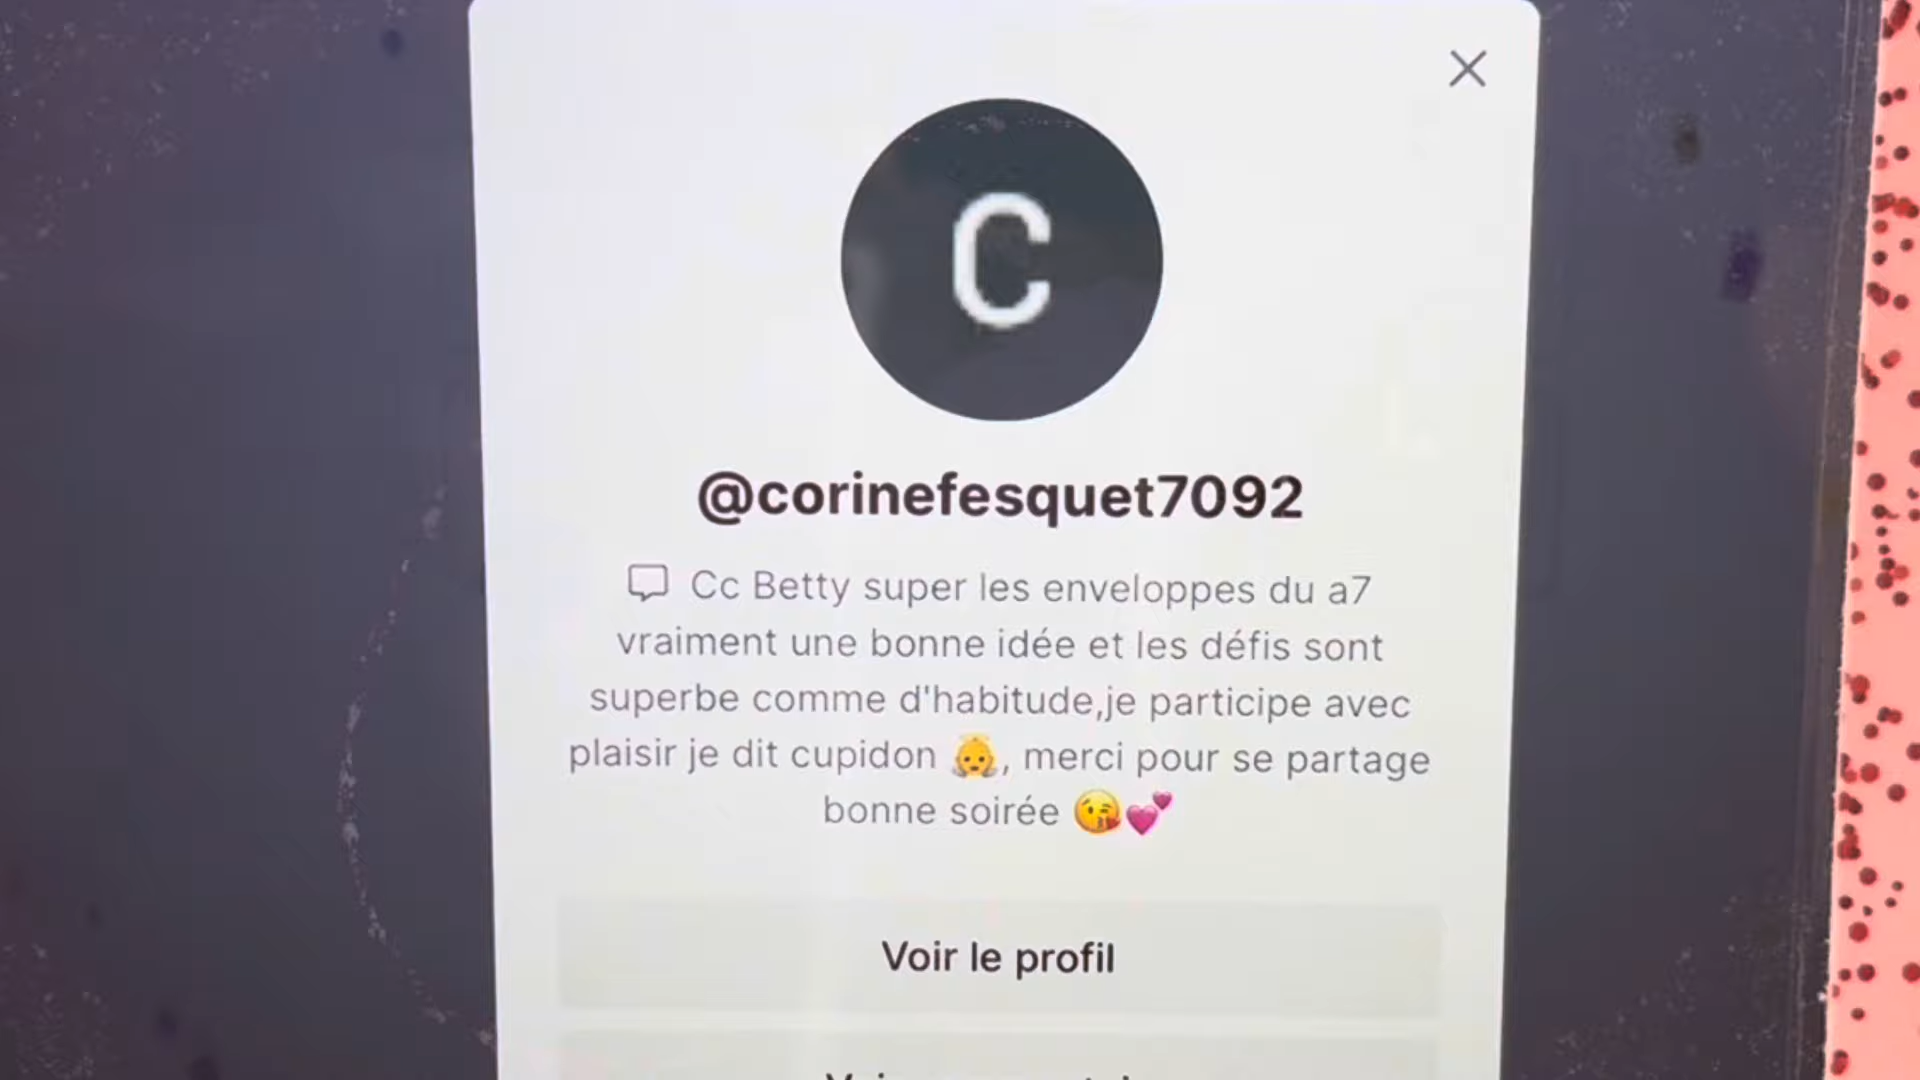 C
@corinefesquet7092
Cc Betty super les enveloppes du a7
vraiment une bonne idée et les défis sont
superbe comme d'habitude,je participe avec
plaisir je dit cupidon 👼, merci pour se partage
bonne soirée 😘💕
Voir le profil